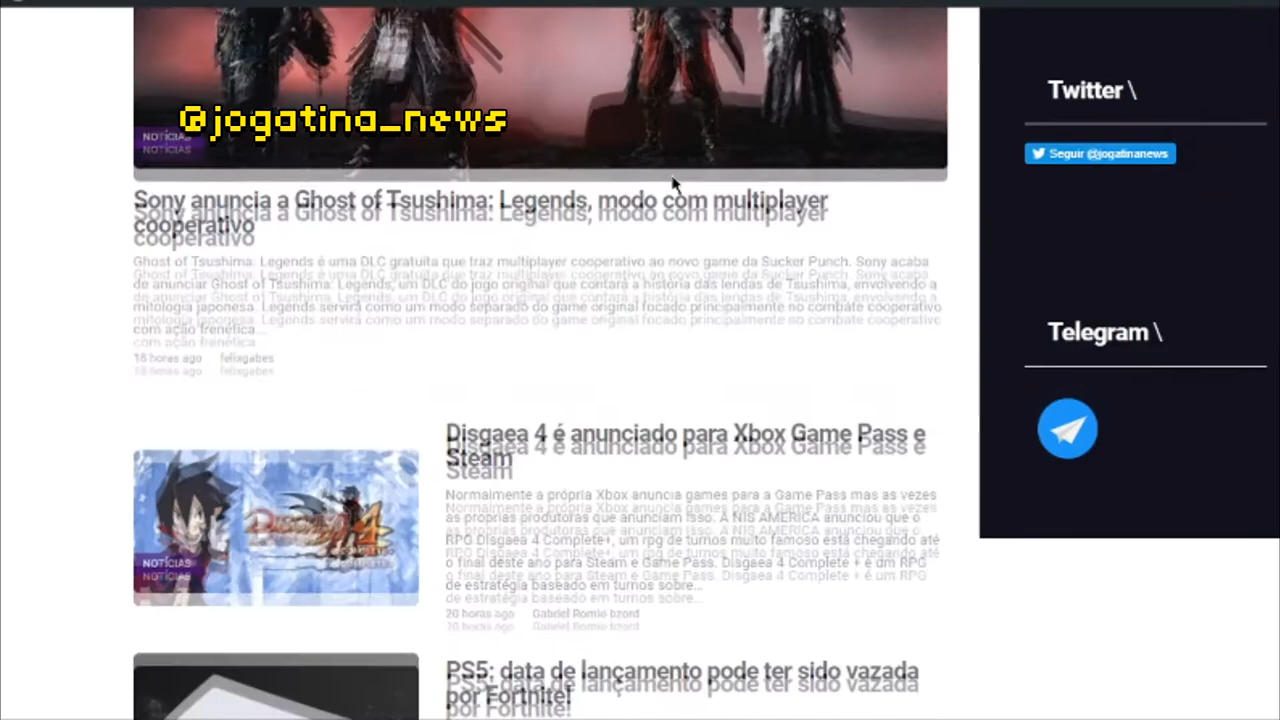 @jogatina_news
NOTÍCIAS
Sony anuncia a Ghost of Tsushima: Legends, modo com multiplayer
cooperativo
Ghost of Tsushima: Legends é uma DLC gratuita que traz multiplayer cooperativo ao novo game da Sucker Punch. Sony acaba
de anunciar Ghost of Tsushima: Legends, um DLC do jogo original que contará a história das lendas de Tsushima, envolvendo a
mitologia japonesa. Legends servirá como um modo separado do game original focado principalmente no combate cooperativo
com ação frenética...
18 horas ago felixgabes
Twitter \
Seguir @jogatinanews
Telegram \
Disgaea 4 é anunciado para Xbox Game Pass e
Steam
Normalmente a própria Xbox anuncia games para a Game Pass mas as vezes
as proprias produtoras que anunciam isso. A NIS AMERICA anunciou que o
RPG Disgaea 4 Complete+, um rpg de turnos muito famoso está chegando até
o final deste ano para Steam e Game Pass. Disgaea 4 Complete + é um RPG
de estratégia baseado em turnos sobre...
20 horas ago Gabriel Romio bzord
DISGAEA 4
NOTÍCIAS
PS5: data de lançamento pode ter sido vazada
por Fortnite!